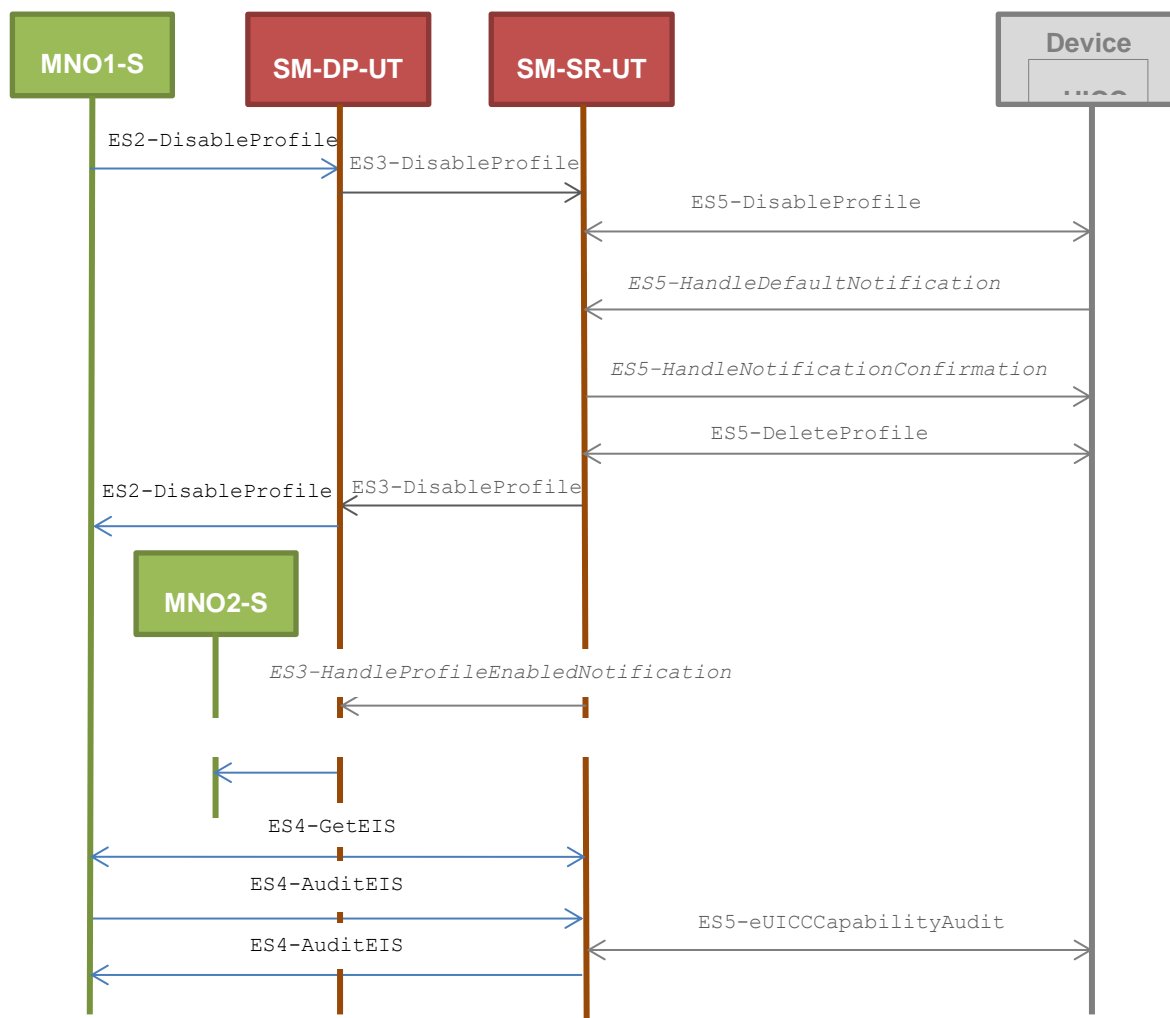 MNO1-S
SM-DP-UT
SM-SR-UT
Device
ES2-DisableProfile
ES3-DisableProfile
ES5-DisableProfile
ES5-HandleDefaultNotification
ES5-HandleNotificationConfirmation
ES5-DeleteProfile
ES3-DisableProfile
ES2-DisableProfile
MNO2-S
ES3-HandleProfileEnabledNotification
ES4-GetEIS
ES4-AuditEIS
ES5-eUICCCapabilityAudit
ES4-AuditEIS